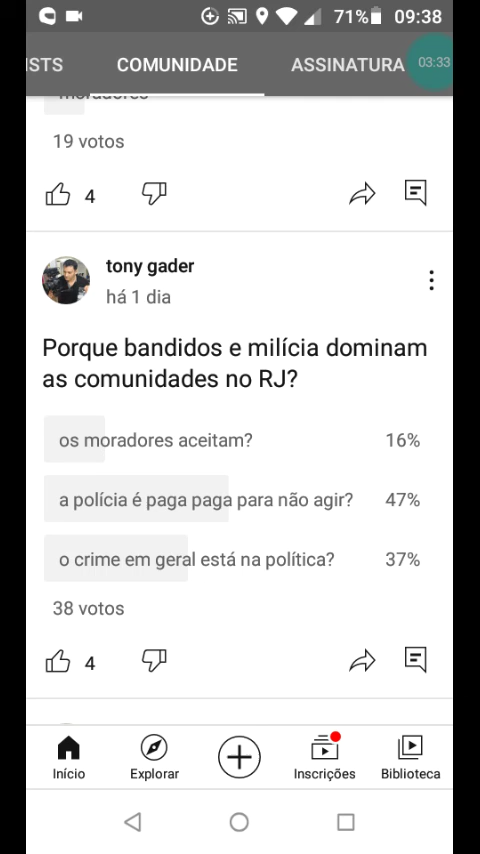 71% 09:38
ISTS COMUNIDADE ASSINATURA 03:33
moradores
19 votos
4
tony gader
há 1 dia
Porque bandidos e milícia dominam
as comunidades no RJ?
os moradores aceitam? 16%
a polícia é paga paga para não agir? 47%
o crime em geral está na política? 37%
38 votos
4
Início Explorar Inscrições Biblioteca